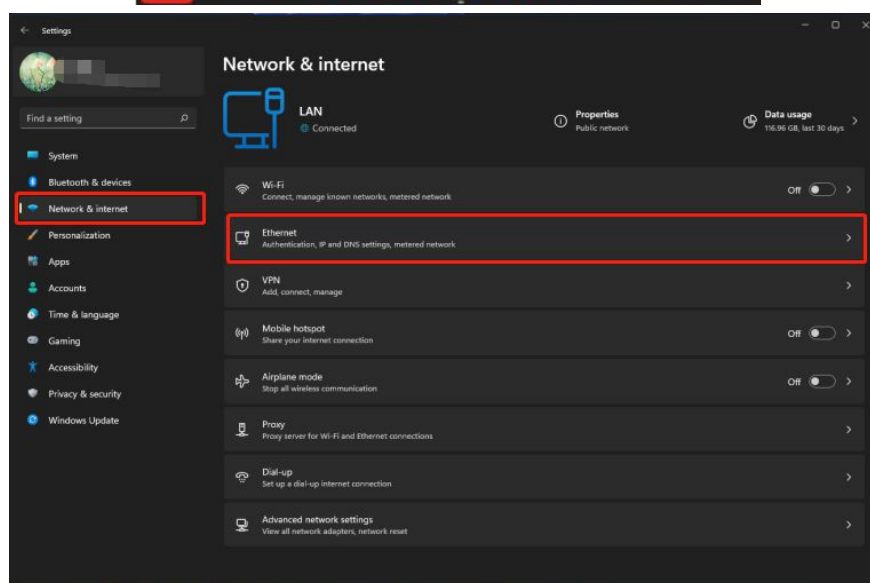 Settings
Network & internet
LAN
Connected
Properties
Public network
Data usage
116.96 GB, last 30 days
Find a setting
System
Bluetooth & devices
Network & internet
Personalization
Apps
Accounts
Time & language
Gaming
Accessibility
Privacy & security
Windows Update
Wi-Fi
Connect, manage known networks, metered network
Off
Ethernet
Authentication, IP and DNS settings, metered network
VPN
Add, connect, manage
Mobile hotspot
Share your internet connection
Off
Airplane mode
Stop all wireless communication
Off
Proxy
Proxy server for Wi-Fi and Ethernet connections
Dial-up
Set up a dial-up internet connection
Advanced network settings
View all network adapters, network reset